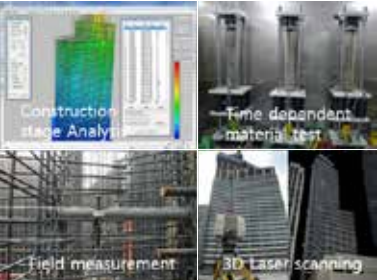 Construction
stage Analysis
Time dependent
material test
Field measurement
3D Laser scanning